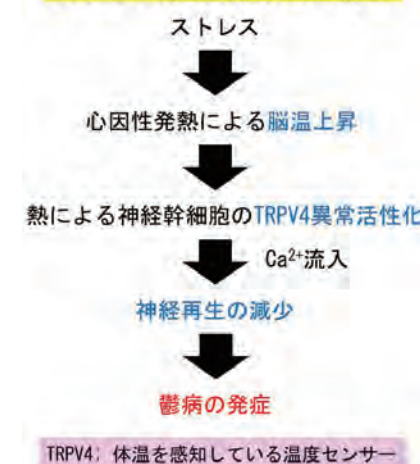 ストレス
心因性発熱による脳温上昇
熱による神経幹細胞のTRPV4異常活性化
Ca²⁺流入
神経再生の減少
鬱病の発症
TRPV4: 体温を感知している温度センサー